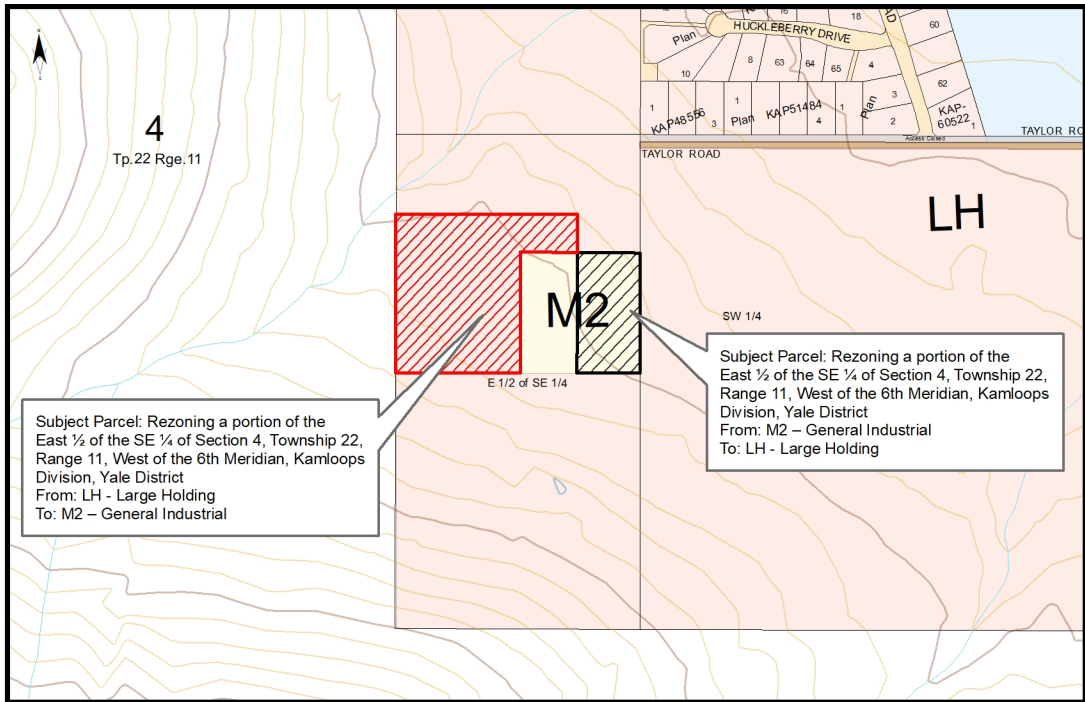 N
S
HUCKLEBERRY DRIVE
Plan
16
18
60
AD
10
8
63
64
65
4
62
1
KAP48556
3
1
Plan
KAP51484
4
1
Plan
3
2
KAP-
60522
1
Access Closed
TAYLOR RO
TAYLOR ROAD
4
Tp.22 Rge.11
LH
M2
SW 1/4
E 1/2 of SE 1/4
Subject Parcel: Rezoning a portion of the
East ½ of the SE ¼ of Section 4, Township 22,
Range 11, West of the 6th Meridian, Kamloops
Division, Yale District
From: M2 – General Industrial
To: LH - Large Holding
Subject Parcel: Rezoning a portion of the
East ½ of the SE ¼ of Section 4, Township 22,
Range 11, West of the 6th Meridian, Kamloops
Division, Yale District
From: LH - Large Holding
To: M2 – General Industrial